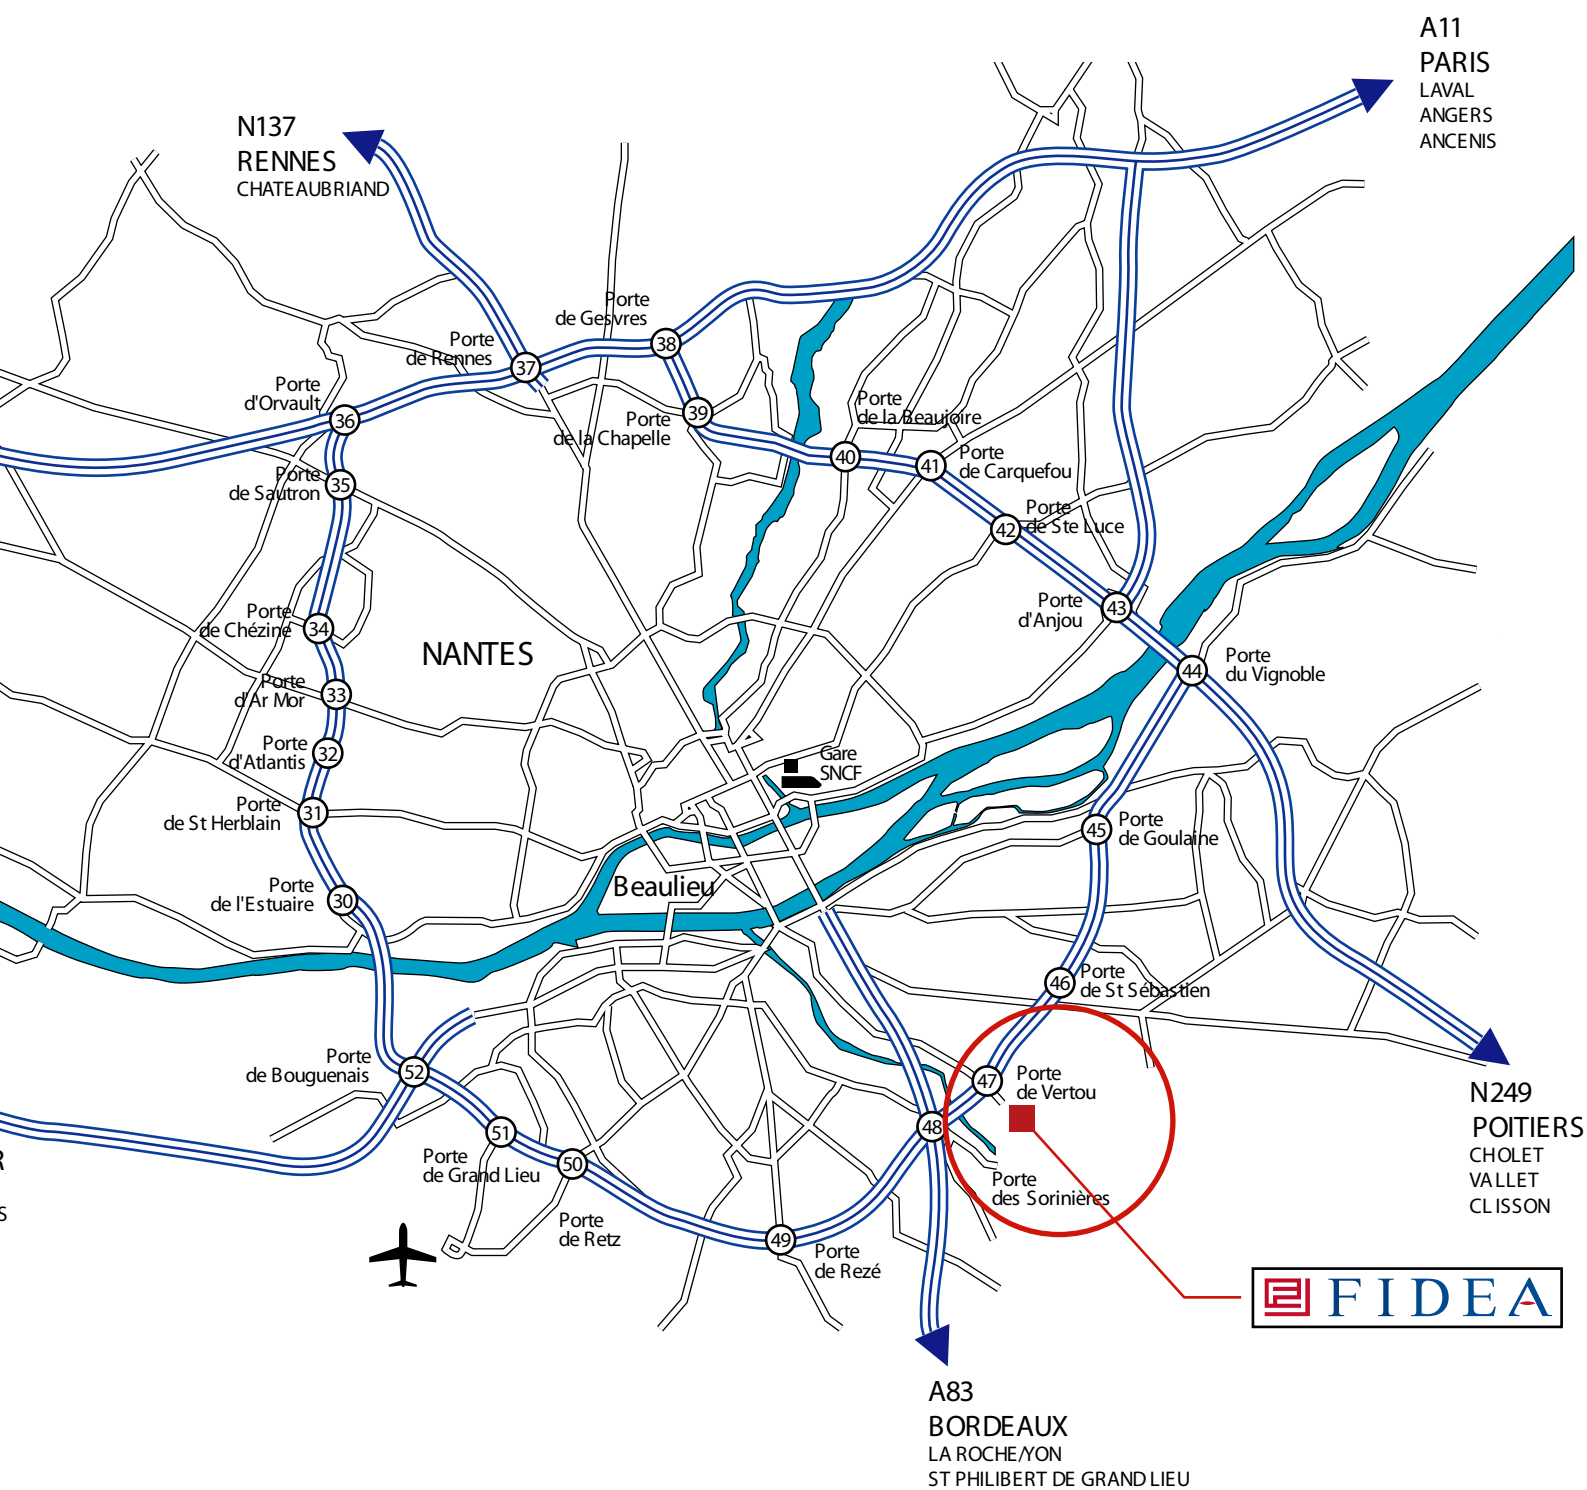 A11
PARIS
LAVAL
ANGERS
ANCENIS
N137
RENNES
CHATEAUBRIAND
Porte
de Gesvres
38
Porte
de Rennes
37
Porte
d'Orvault
36
Porte
de la Chapelle
39
Porte
de la Beaujoire
40
41
Porte
de Carquefou
Porte
de Sautron
35
42
Porte
de Ste Luce
Porte
d'Anjou
43
Porte
de Chézine
34
NANTES
44
Porte
du Vignoble
Porte
d'Ar Mor
33
Porte
d'Atlantis
32
Gare
SNCF
Porte
de St Herblain
31
45
Porte
de Goulaine
Porte
de l'Estuaire
30
Beaulieu
46
Porte
de St Sébastien
Porte
de Bouguenais
52
47
Porte
de Vertou
N249
POITIERS
CHOLET
VALLET
CLISSON
51
Porte
de Grand Lieu
50
48
Porte
des Sorinières
R
S
Porte
de Retz
49
Porte
de Rezé
FIDEA
A83
BORDEAUX
LA ROCHE/YON
ST PHILIBERT DE GRAND LIEU